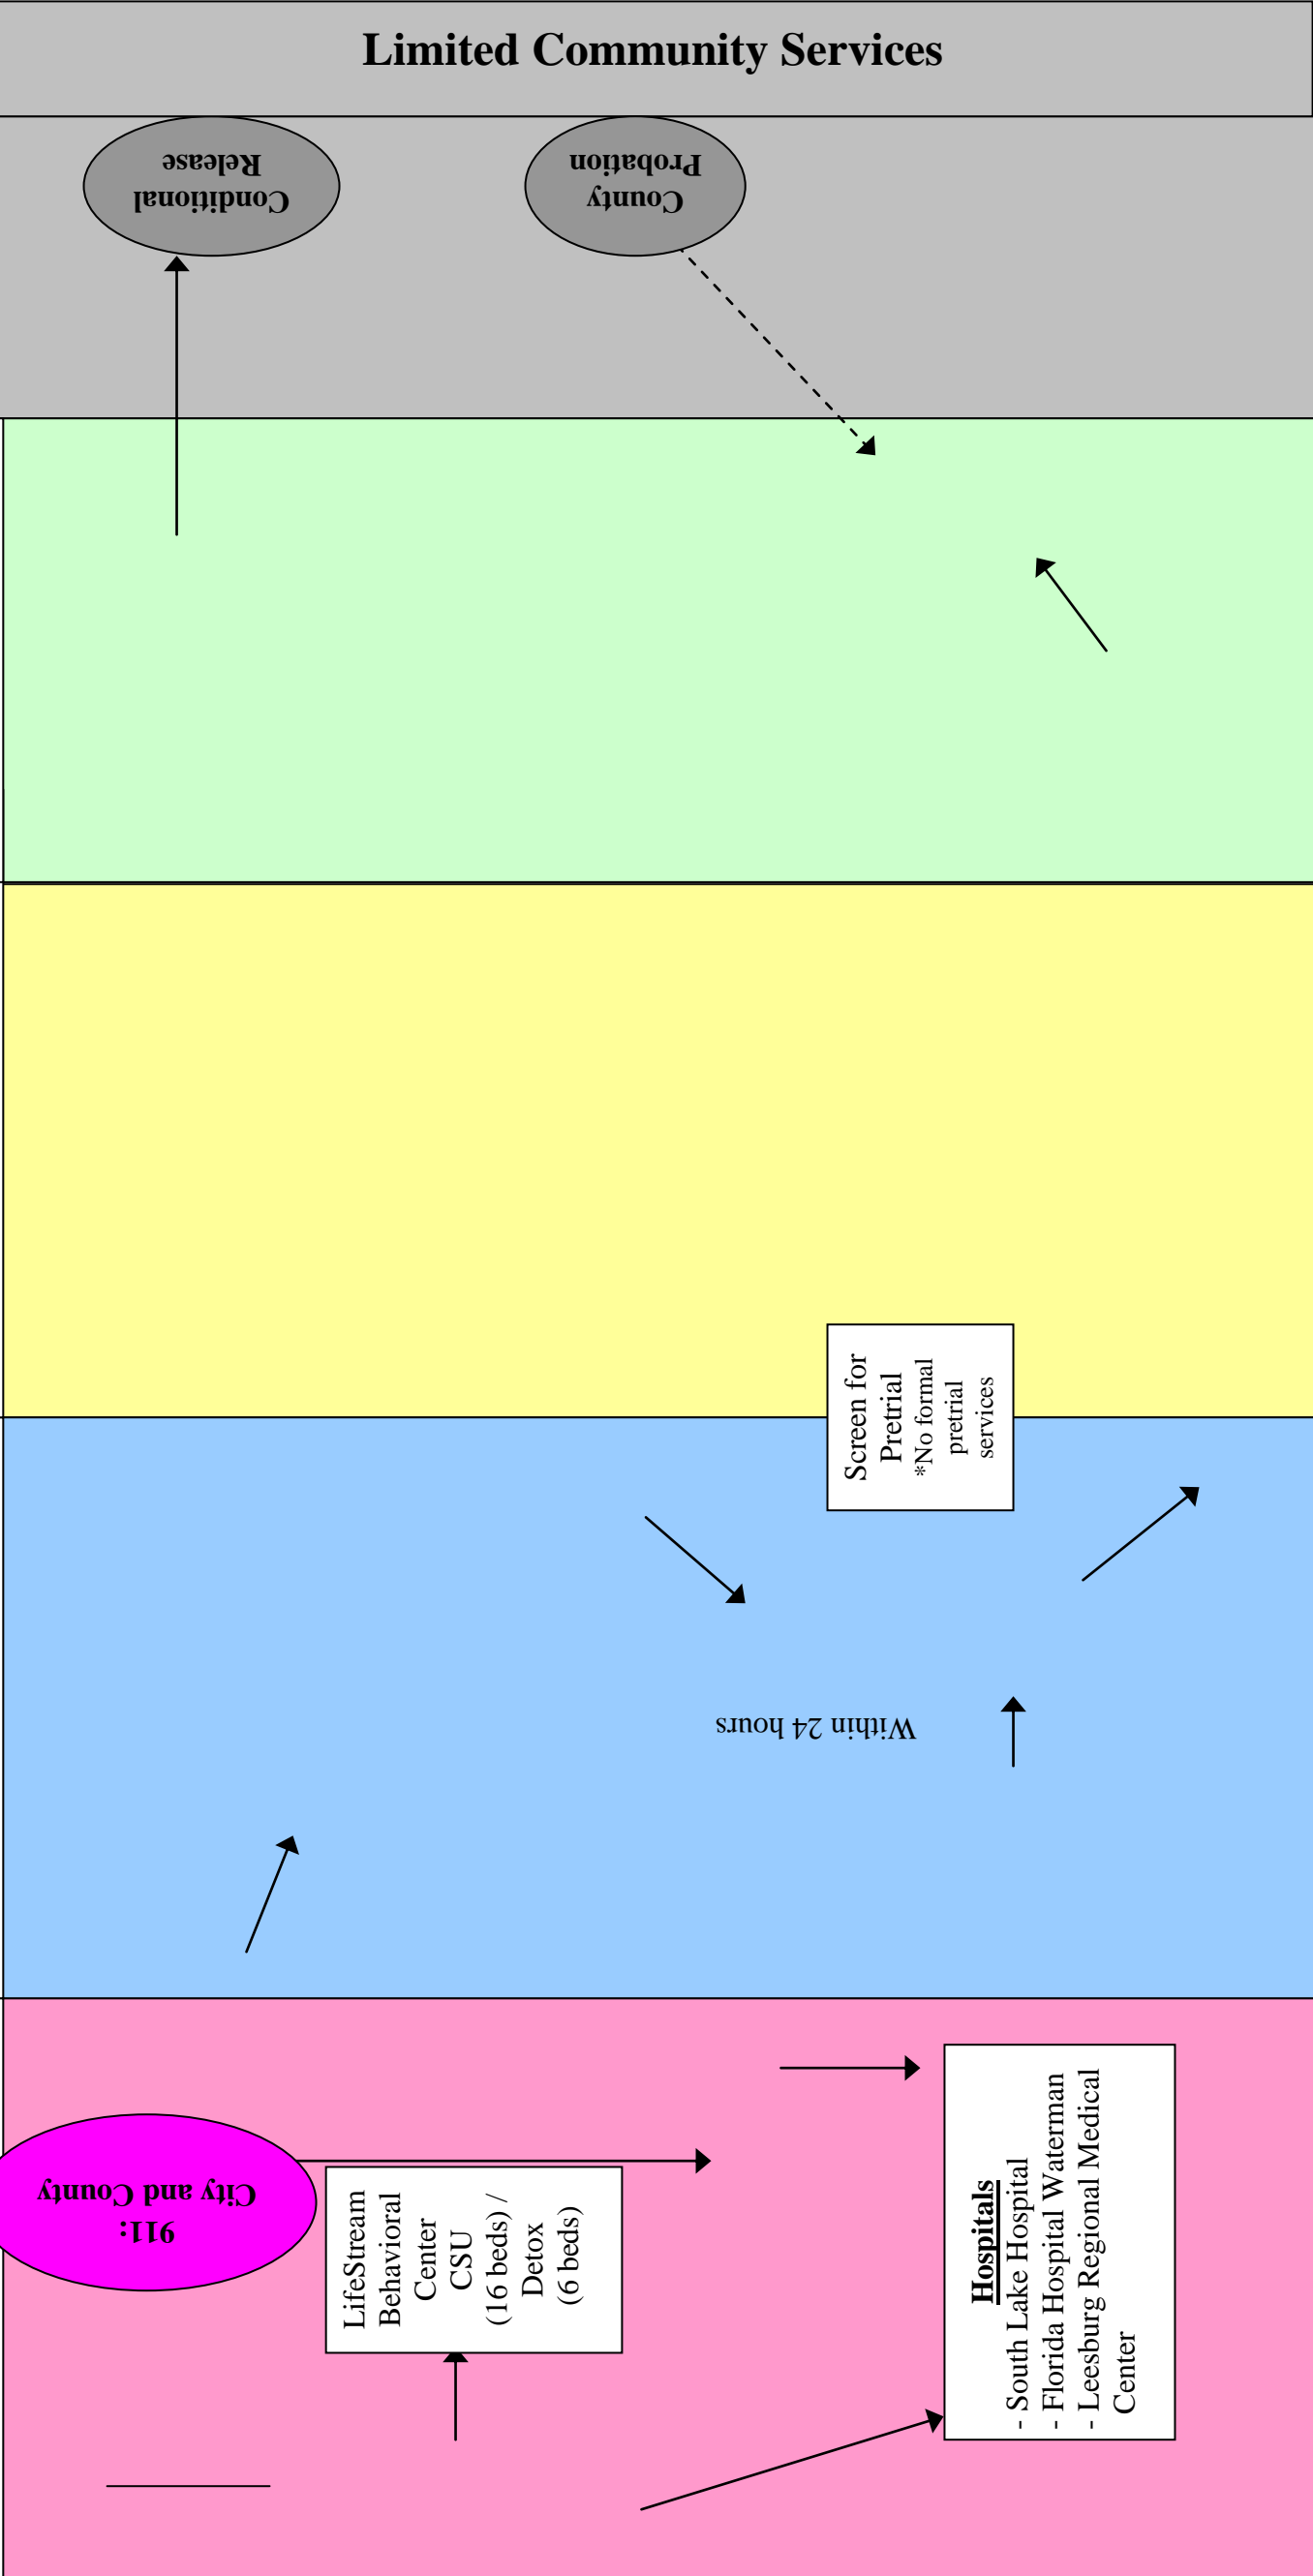 Limited Community Services
Conditional
Release
County
Probation
Screen for
Pretrial
*No formal
pretrial
services
Within 24 hours
911:
City and County
LifeStream
Behavioral
Center
CSU
(16 beds) /
Detox
(6 beds)
Hospitals
- South Lake Hospital
- Florida Hospital Waterman
- Leesburg Regional Medical
Center